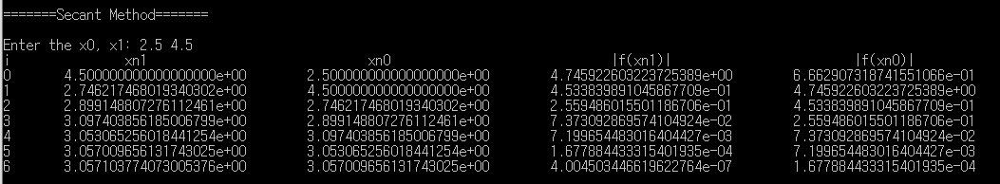 =======Secant Method=======
Enter the x0, x1: 2.5 4.5
i xn1 xn0 |f(xn1)| |f(xn0)|
0 4.500000000000000000e+00 2.500000000000000000e+00 4.745922603223725389e+00 6.662907318741551066e-01
1 2.746217468019340302e+00 4.500000000000000000e+00 4.533839891045867709e-01 4.745922603223725389e+00
2 2.899148807276112461e+00 2.746217468019340302e+00 2.559486015501186706e-01 4.533839891045867709e-01
3 3.097403856185006799e+00 2.899148807276112461e+00 7.373092869574104924e-02 2.559486015501186706e-01
4 3.053065256018441254e+00 3.097403856185006799e+00 7.199654483016404427e-03 7.373092869574104924e-02
5 3.057009656131743025e+00 3.053065256018441254e+00 1.677884433315401935e-04 7.199654483016404427e-03
6 3.057103774073005376e+00 3.057009656131743025e+00 4.004503446619622764e-07 1.677884433315401935e-04